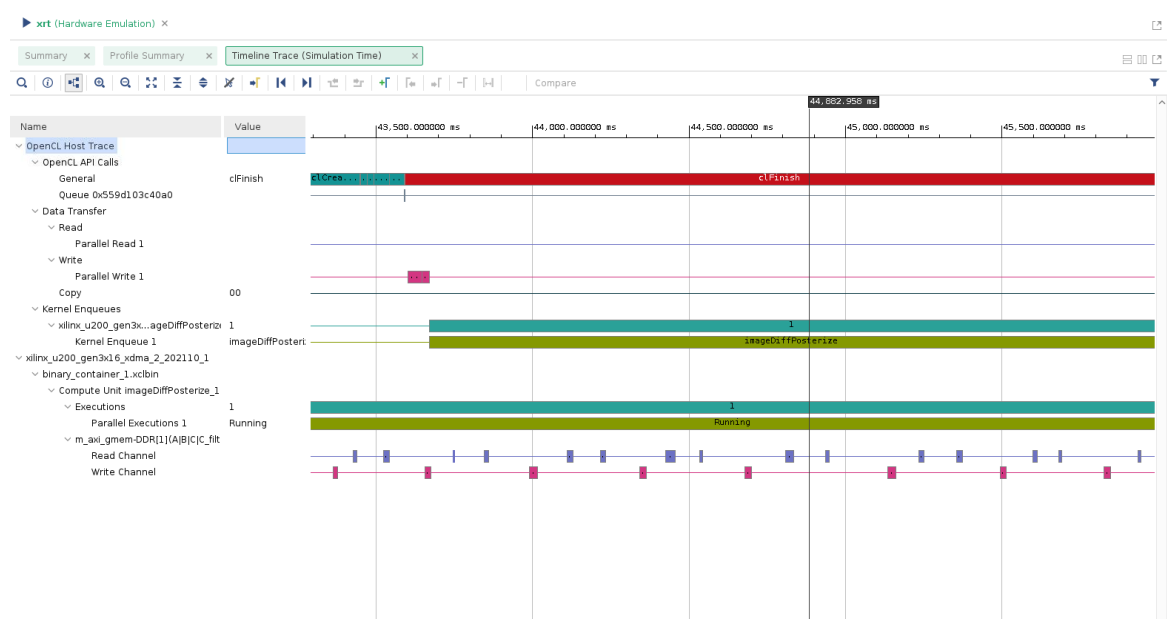 xrt (Hardware Emulation) ×
Summary × Profile Summary × Timeline Trace (Simulation Time) ×
Compare
44,882.958 ms
Name Value 43,500.000000 ms 44,000.000000 ms 44,500.000000 ms 45,000.000000 ms 45,500.000000 ms
OpenCL Host Trace
OpenCL API Calls
General clFinish clCrea... clFinish
Queue 0x559d103c40a0
Data Transfer
Read
Parallel Read 1
Write
Parallel Write 1
Copy 00
Kernel Enqueues
xilinx_u200_gen3x...ageDiffPosteriz 1 1
Kernel Enqueue 1 imageDiffPosteri imageDiffPosterize
xilinx_u200_gen3x16_xdma_2_202110_1
binary_container_1.xclbin
Compute Unit imageDiffPosterize_1
Executions 1 1
Parallel Executions 1 Running Running
m_axi_gmem-DDR[1](A|B|C|C_filt
Read Channel
Write Channel